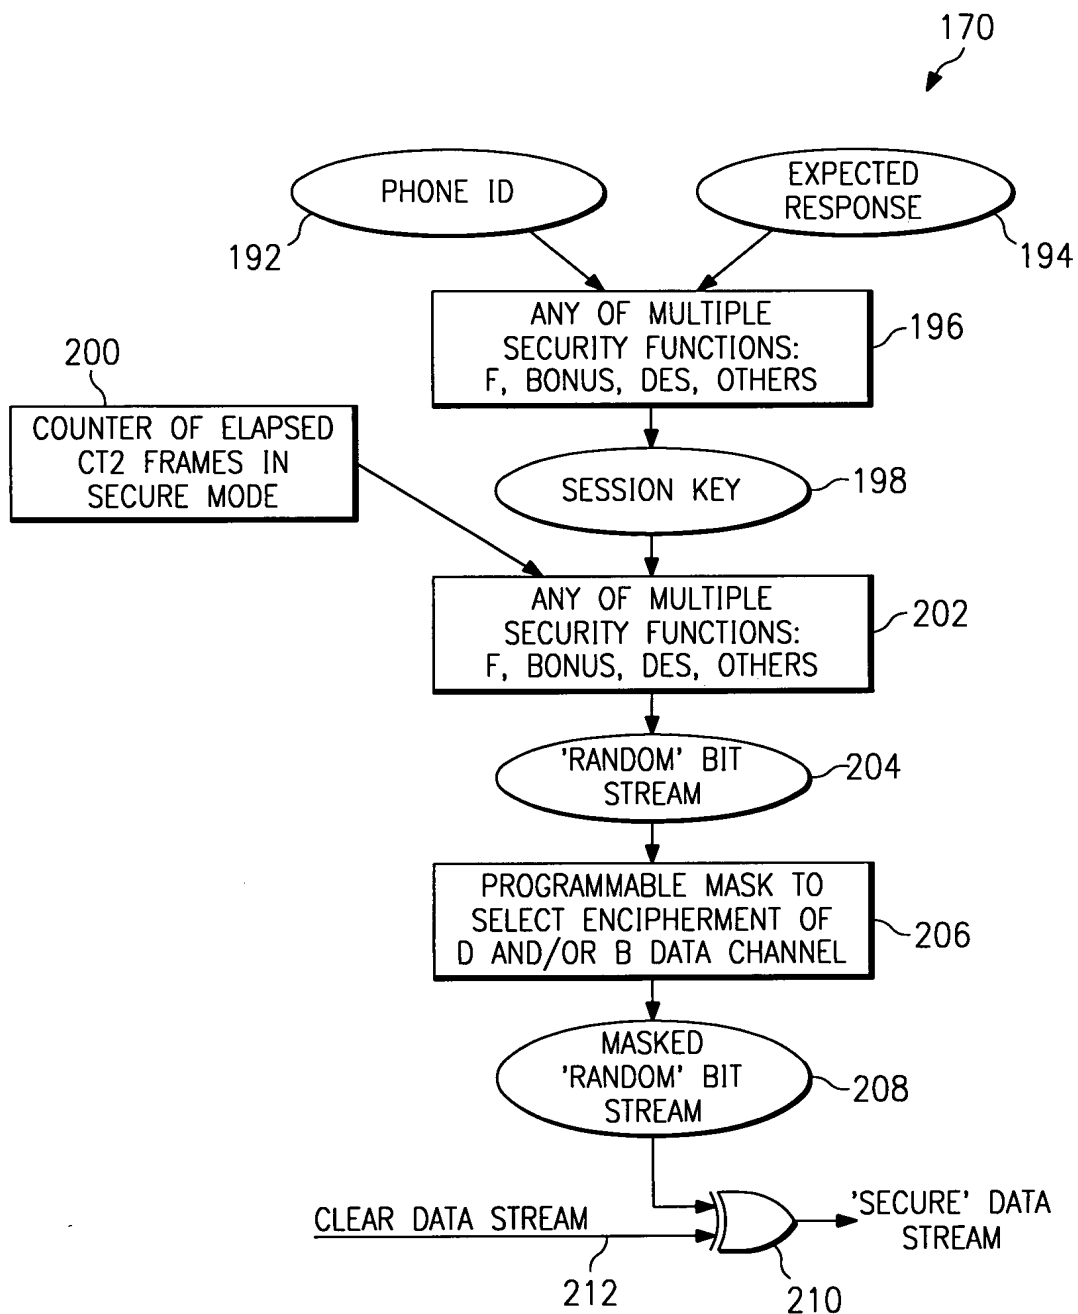 170
PHONE ID
EXPECTED
RESPONSE
192
194
ANY OF MULTIPLE
SECURITY FUNCTIONS:
F, BONUS, DES, OTHERS
196
200
COUNTER OF ELAPSED
CT2 FRAMES IN
SECURE MODE
SESSION KEY
198
ANY OF MULTIPLE
SECURITY FUNCTIONS:
F, BONUS, DES, OTHERS
202
'RANDOM' BIT
STREAM
204
PROGRAMMABLE MASK TO
SELECT ENCIPHERMENT OF
D AND/OR B DATA CHANNEL
206
MASKED
'RANDOM' BIT
STREAM
208
CLEAR DATA STREAM
'SECURE' DATA
STREAM
212
210